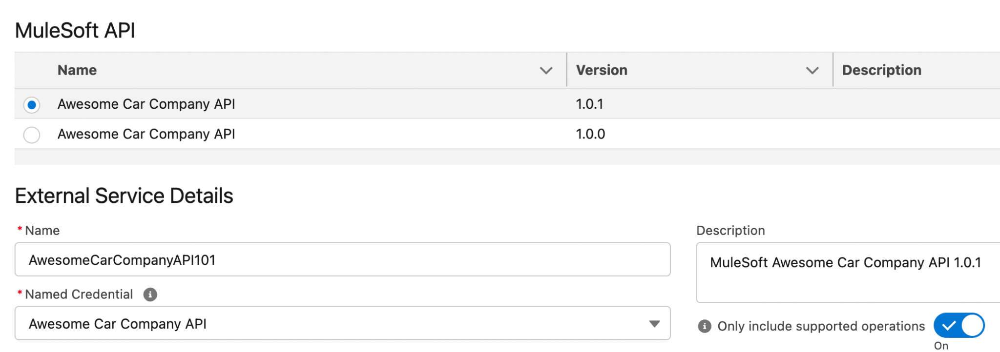 MuleSoft API
Name Version Description
Awesome Car Company API 1.0.1
Awesome Car Company API 1.0.0
External Service Details
* Name
AwesomeCarCompanyAPI101
* Named Credential
Awesome Car Company API
Description
MuleSoft Awesome Car Company API 1.0.1
Only include supported operations
On